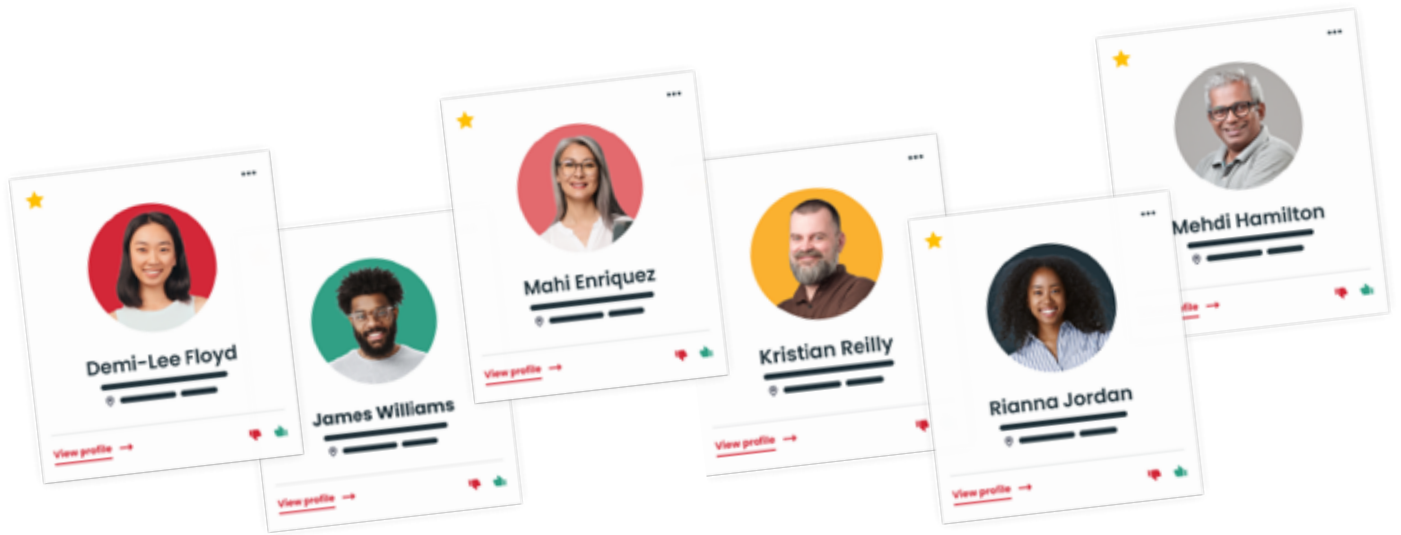 Demi-Lee Floyd
View profile
James Williams
View profile
Mahi Enriquez
View profile
Kristian Reilly
View profile
Rianna Jordan
View profile
Mehdi Hamilton
file